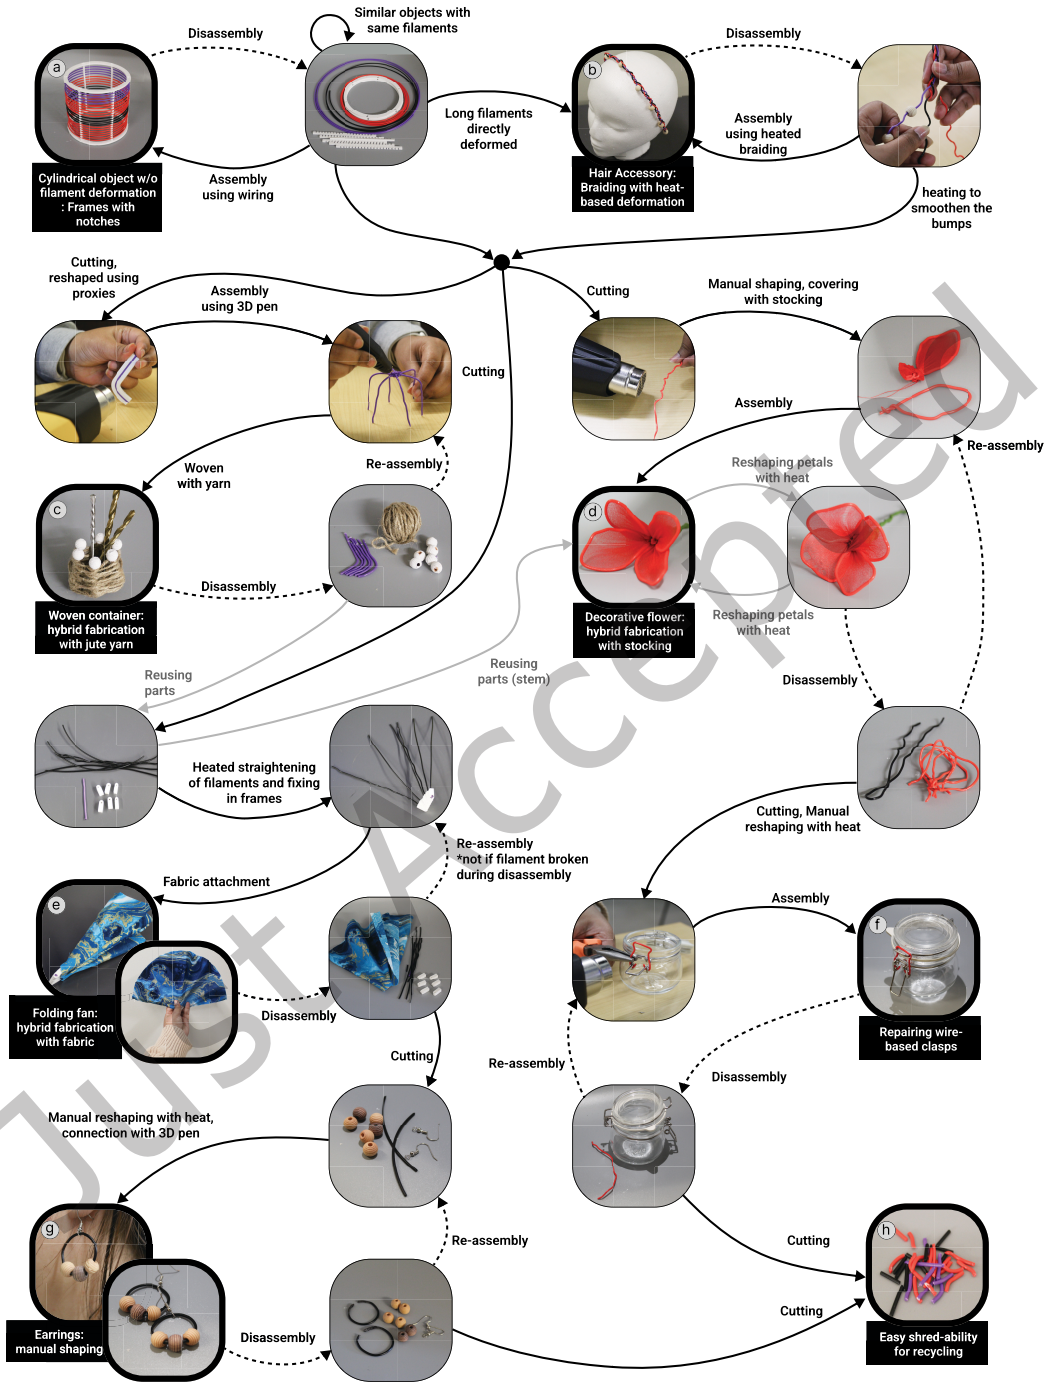 Similar objects with
same filaments
Disassembly
Disassembly
a
b
Long filaments
directly
deformed
Assembly
using heated
braiding
Assembly
using wiring
Cylindrical object w/o
filament deformation
: Frames with
notches
Hair Accessory:
Braiding with heat-
based deformation
heating to
smoothen the
bumps
Cutting,
reshaped using
proxies
Assembly
using 3D pen
Cutting
Manual shaping, covering
with stocking
Cutting
Assembly
Re-assembly
Woven
with yarn
Re-assembly
Reshaping petals
with heat
c
d
Disassembly
Woven container:
hybrid fabrication
with jute yarn
Decorative flower:
hybrid fabrication
with stocking
Reshaping petals
with heat
Reusing
parts
Reusing
parts (stem)
Disassembly
Heated straightening
of filaments and fixing
in frames
Cutting, Manual
reshaping with heat
Re-assembly
*not if filament broken
during disassembly
Fabric attachment
Assembly
e
f
Folding fan:
hybrid fabrication
with fabric
Disassembly
Repairing wire-
based clasps
Cutting
Re-assembly
Disassembly
Manual reshaping with heat,
connection with 3D pen
g
h
Re-assembly
Cutting
Cutting
Earrings:
manual shaping
Disassembly
Easy shred-ability
for recycling
Just Accepted